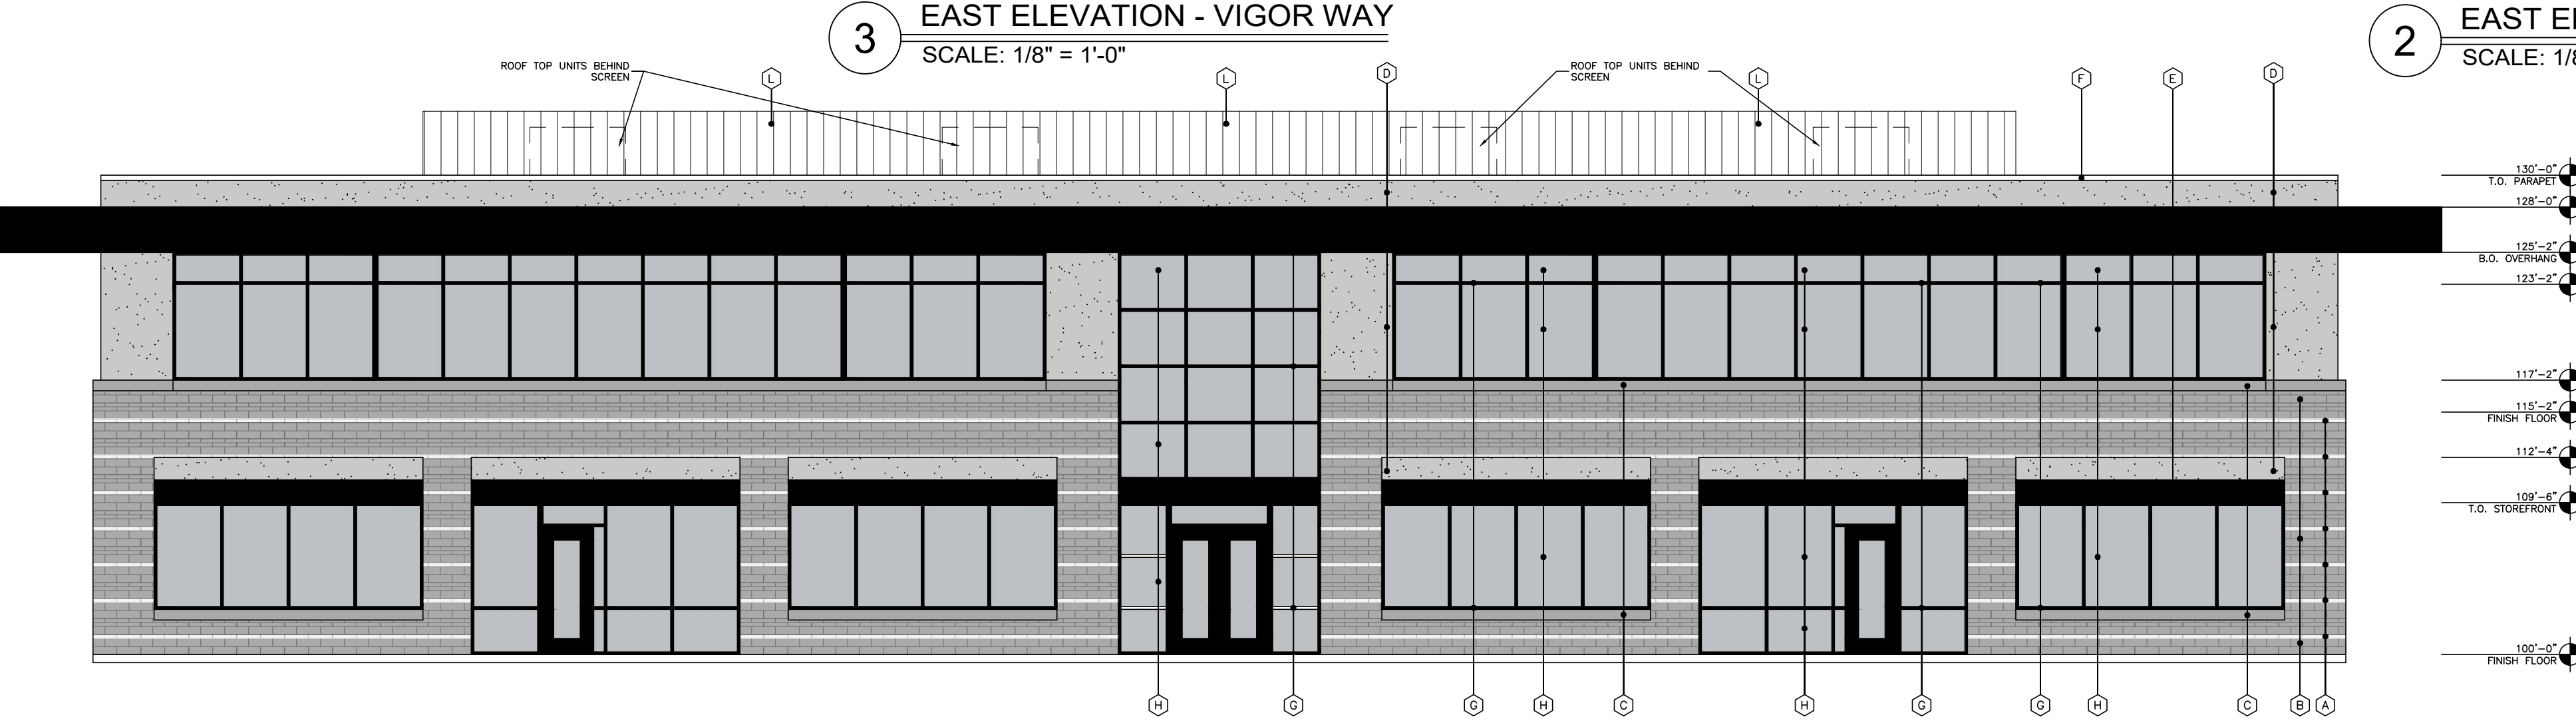 3
EAST ELEVATION - VIGOR WAY
SCALE: 1/8" = 1'-0"
2
EAST E
SCALE: 1/8
ROOF TOP UNITS BEHIND
SCREEN
L
L
D
ROOF TOP UNITS BEHIND
SCREEN
L
F
E
D
130'-0"
T.O. PARAPET
128'-0"
125'-2"
B.O. OVERHANG
123'-2"
117'-2"
115'-2"
FINISH FLOOR
112'-4"
109'-6"
T.O. STOREFRONT
100'-0"
FINISH FLOOR
H
G
G
H
C
H
G
G
H
C
B
A